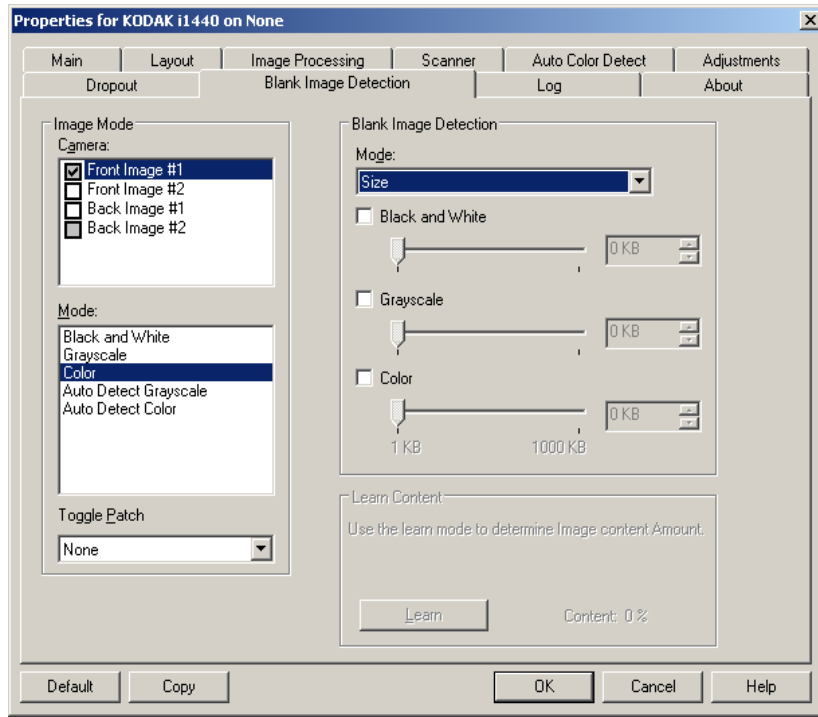 Properties for KODAK i1440 on None
Main Layout Image Processing Scanner Auto Color Detect Adjustments
Dropout Blank Image Detection Log About
Image Mode
Camera:
Front Image #1
Front Image #2
Back Image #1
Back Image #2
Mode:
Black and White
Grayscale
Color
Auto Detect Grayscale
Auto Detect Color
Toggle Patch
None
Blank Image Detection
Mode:
Size
Black and White
0 KB
Grayscale
0 KB
Color
0 KB
1 KB 1000 KB
Learn Content
Use the learn mode to determine Image content Amount.
Learn Content: 0 %
Default Copy OK Cancel Help